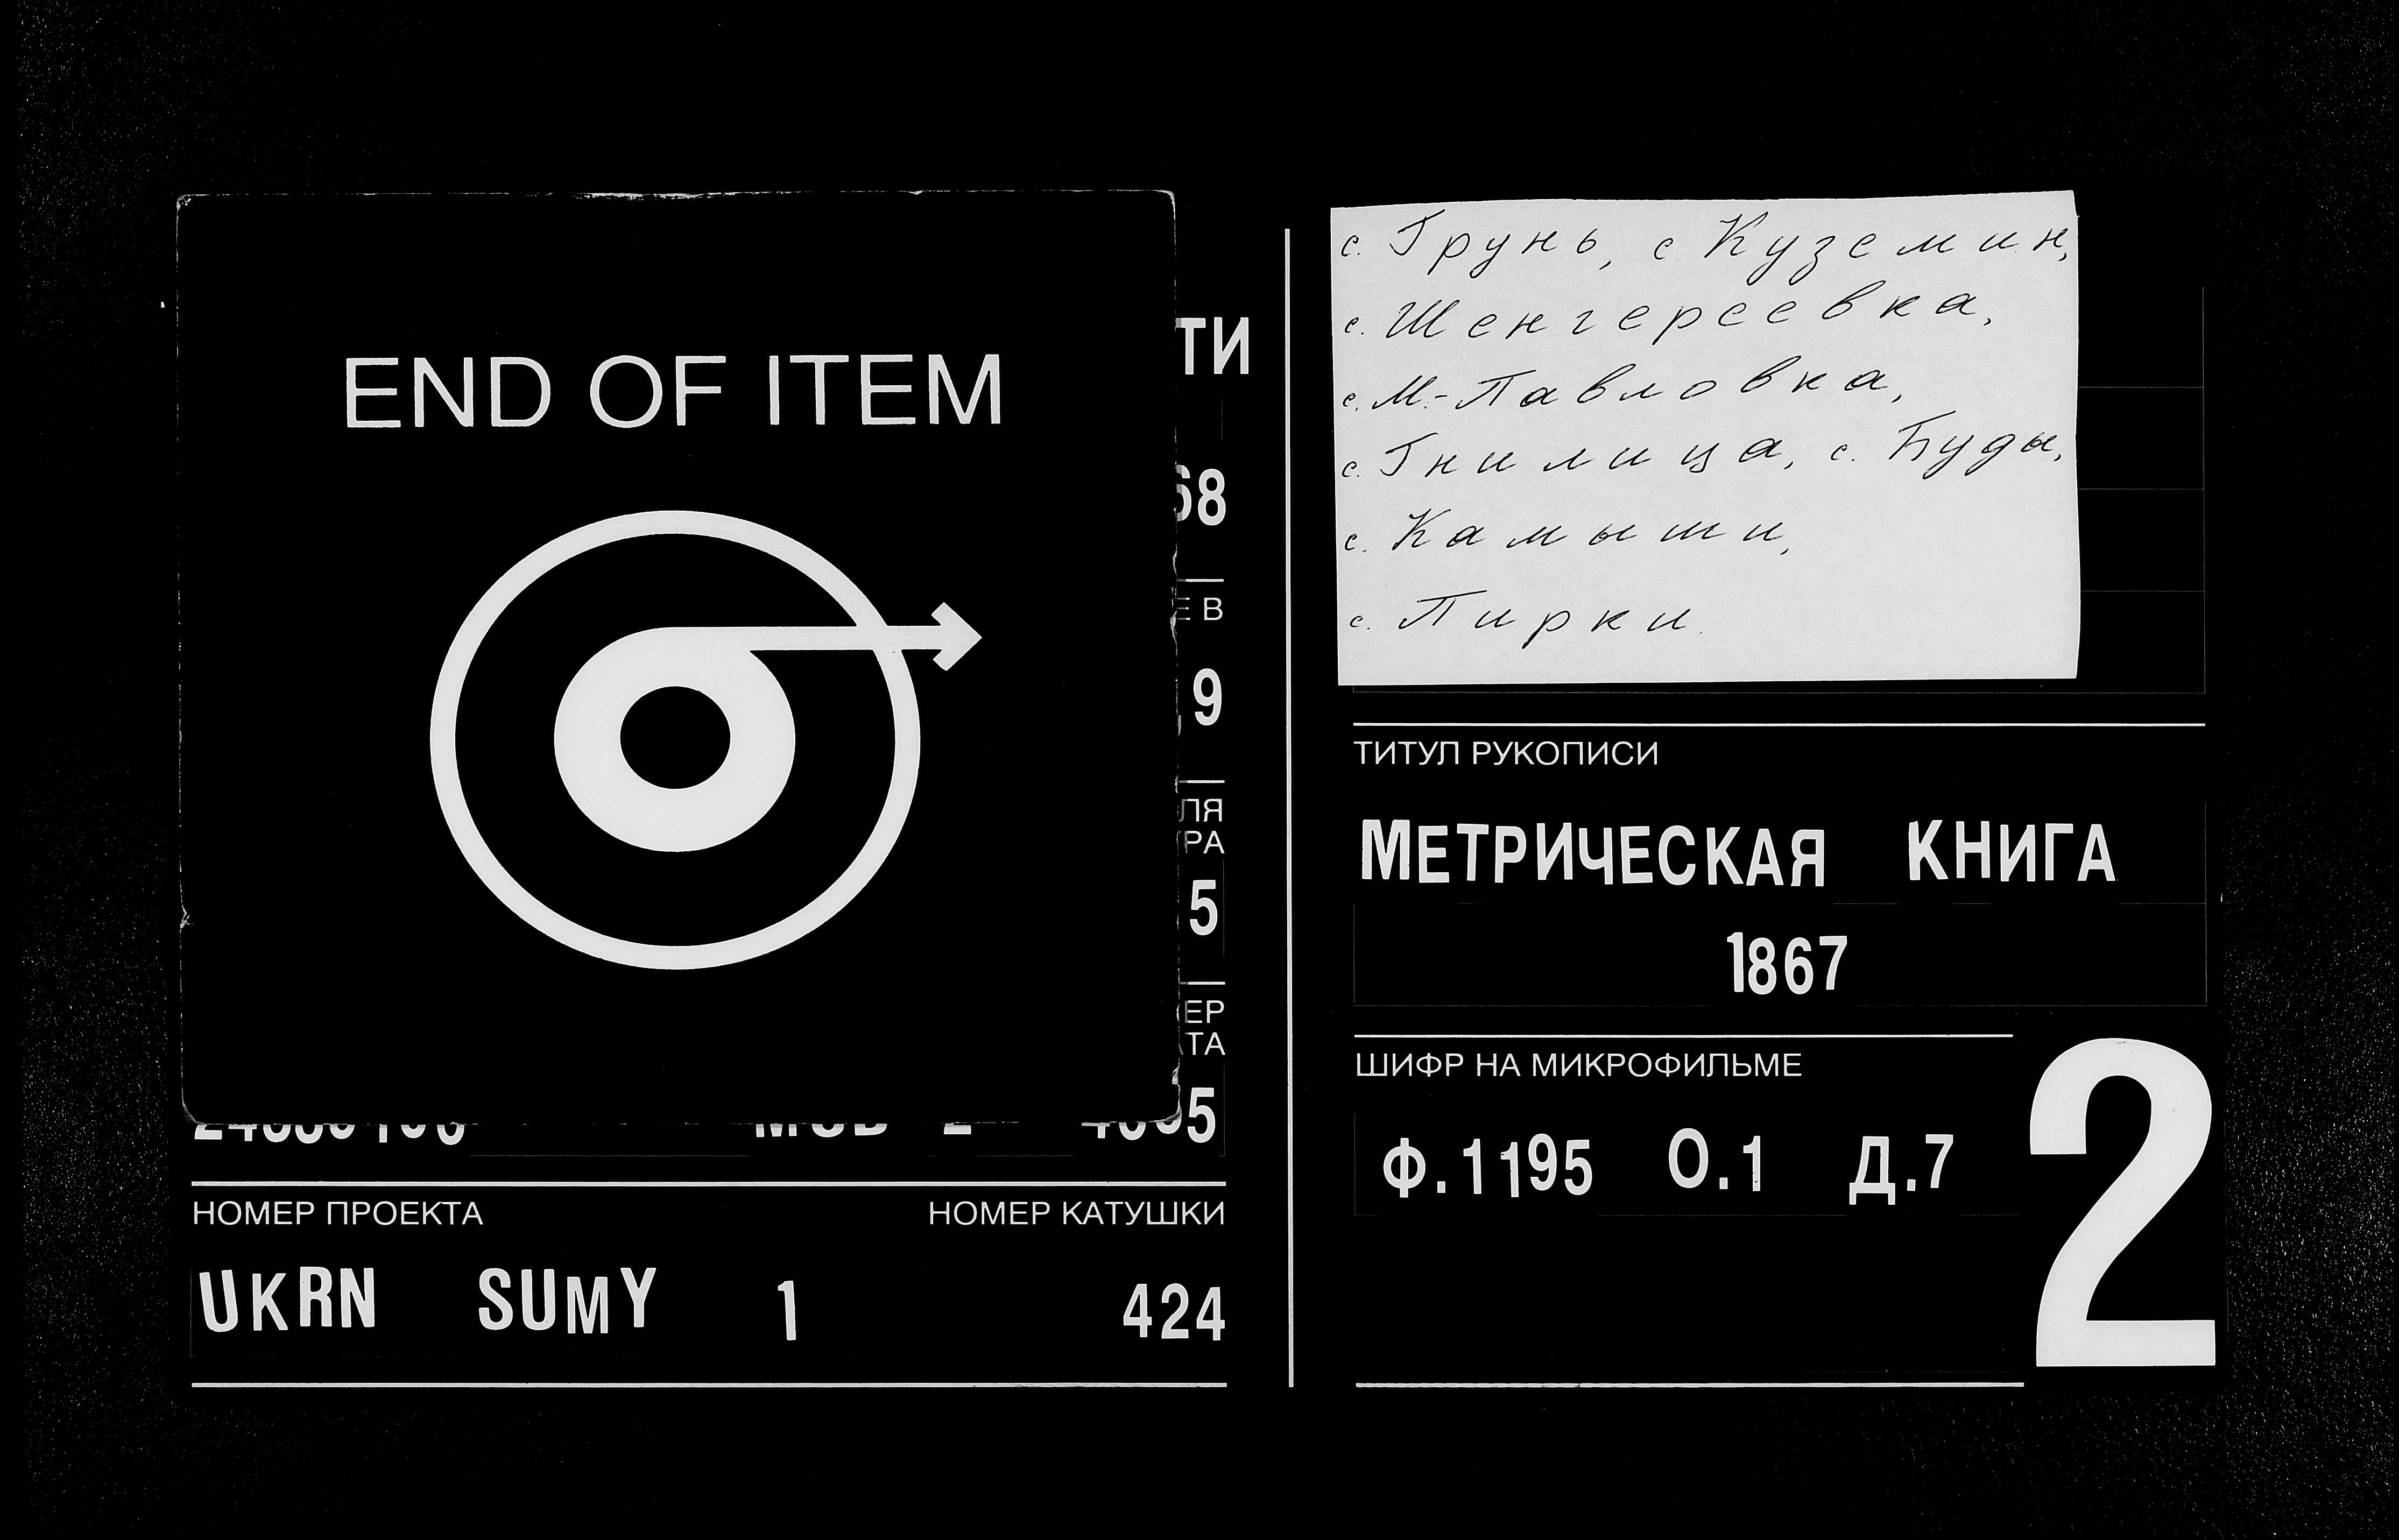 END OF ITEM
ТИ
68
Е В
9
ЛЯ
РА
5
ЕР
ТА
5
НОМЕР ПРОЕКТА НОМЕР КАТУШКИ
UKRN SUMY 1 424
с. Грунь, с Куземин,
с. Шенгереевка,
с. М.-Павловка,
с. Гнилица, с. Буды,
с. Камыши,
с. Пирки.
ТИТУЛ РУКОПИСИ
МЕТРИЧЕСКАЯ КНИГА
1867
ШИФР НА МИКРОФИЛЬМЕ
Ф.1195 О.1 Д.7
2